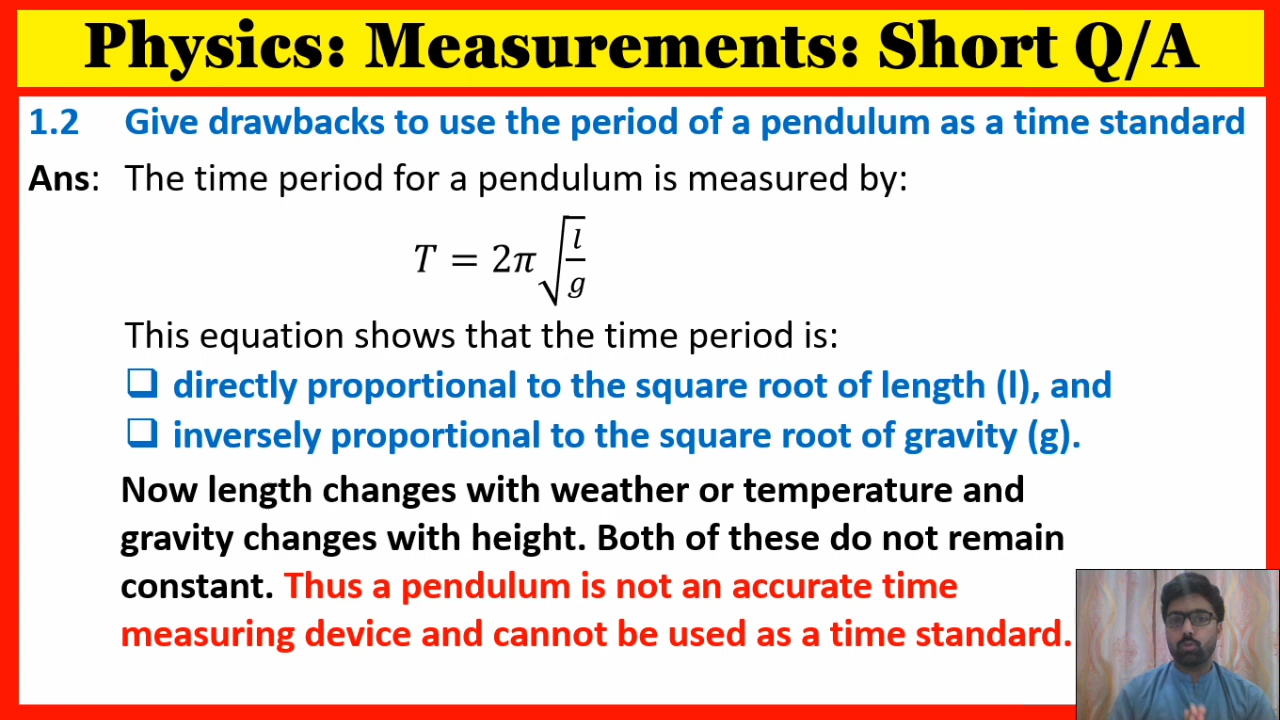 Physics: Measurements: Short Q/A
1.2 Give drawbacks to use the period of a pendulum as a time standard
Ans: The time period for a pendulum is measured by:
T = 2π√(l/g)
This equation shows that the time period is:
❑ directly proportional to the square root of length (l), and
❑ inversely proportional to the square root of gravity (g).
Now length changes with weather or temperature and
gravity changes with height. Both of these do not remain
constant. Thus a pendulum is not an accurate time
measuring device and cannot be used as a time standard.